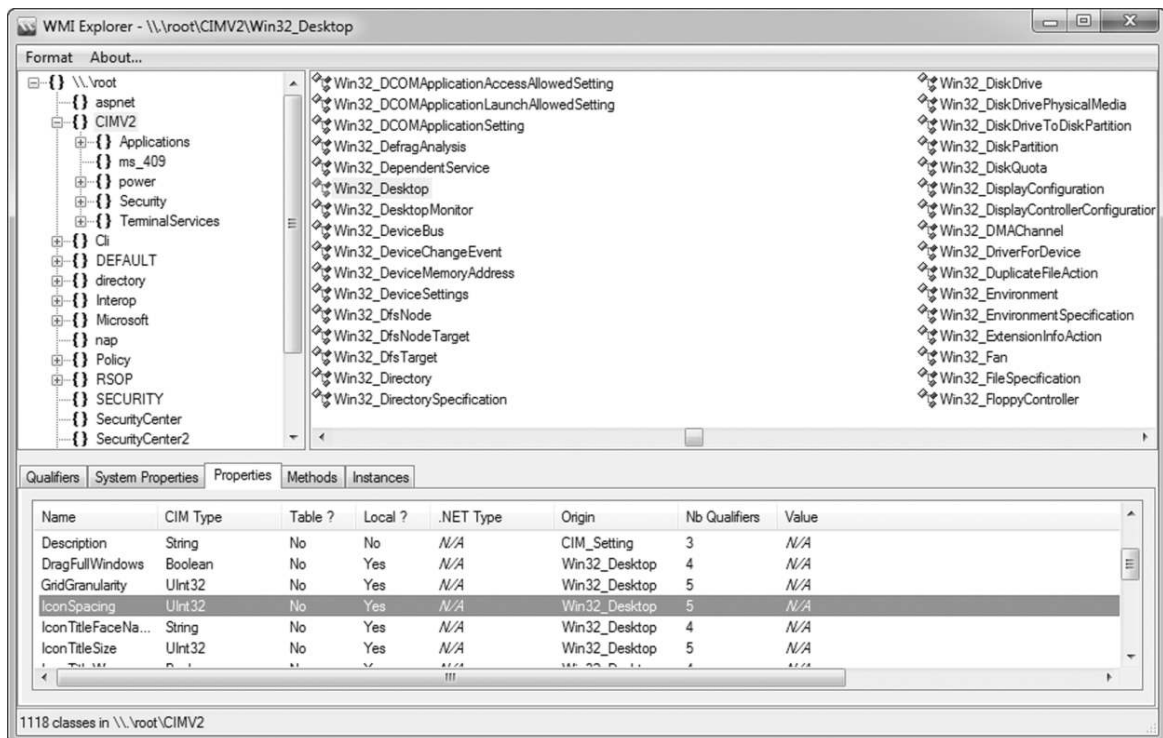 WMI Explorer - \\.\root\CIMV2\Win32_Desktop
Format About...
\\.\root
aspnet
CIMV2
Applications
ms_409
power
Security
TerminalServices
Cli
DEFAULT
directory
Interop
Microsoft
nap
Policy
RSOP
SECURITY
SecurityCenter
SecurityCenter2
Win32_DCOMApplicationAccessAllowedSetting
Win32_DCOMApplicationLaunchAllowedSetting
Win32_DCOMApplicationSetting
Win32_DefragAnalysis
Win32_DependentService
Win32_Desktop
Win32_DesktopMonitor
Win32_DeviceBus
Win32_DeviceChangeEvent
Win32_DeviceMemoryAddress
Win32_DeviceSettings
Win32_DfsNode
Win32_DfsNodeTarget
Win32_DfsTarget
Win32_Directory
Win32_DirectorySpecification
Win32_DiskDrive
Win32_DiskDrivePhysicalMedia
Win32_DiskDriveToDiskPartition
Win32_DiskPartition
Win32_DiskQuota
Win32_DisplayConfiguration
Win32_DisplayControllerConfiguration
Win32_DMAChannel
Win32_DriverForDevice
Win32_DuplicateFileAction
Win32_Environment
Win32_EnvironmentSpecification
Win32_ExtensionInfoAction
Win32_Fan
Win32_FileSpecification
Win32_FloppyController
Qualifiers System Properties Properties Methods Instances
Name CIM Type Table ? Local ? .NET Type Origin Nb Qualifiers Value
Description String No No N/A CIM_Setting 3 N/A
DragFullWindows Boolean No Yes N/A Win32_Desktop 4 N/A
GridGranularity UInt32 No Yes N/A Win32_Desktop 5 N/A
IconSpacing UInt32 No Yes N/A Win32_Desktop 5 N/A
IconTitleFaceNa... String No Yes N/A Win32_Desktop 4 N/A
IconTitleSize UInt32 No Yes N/A Win32_Desktop 5 N/A
1118 classes in \\.\root\CIMV2